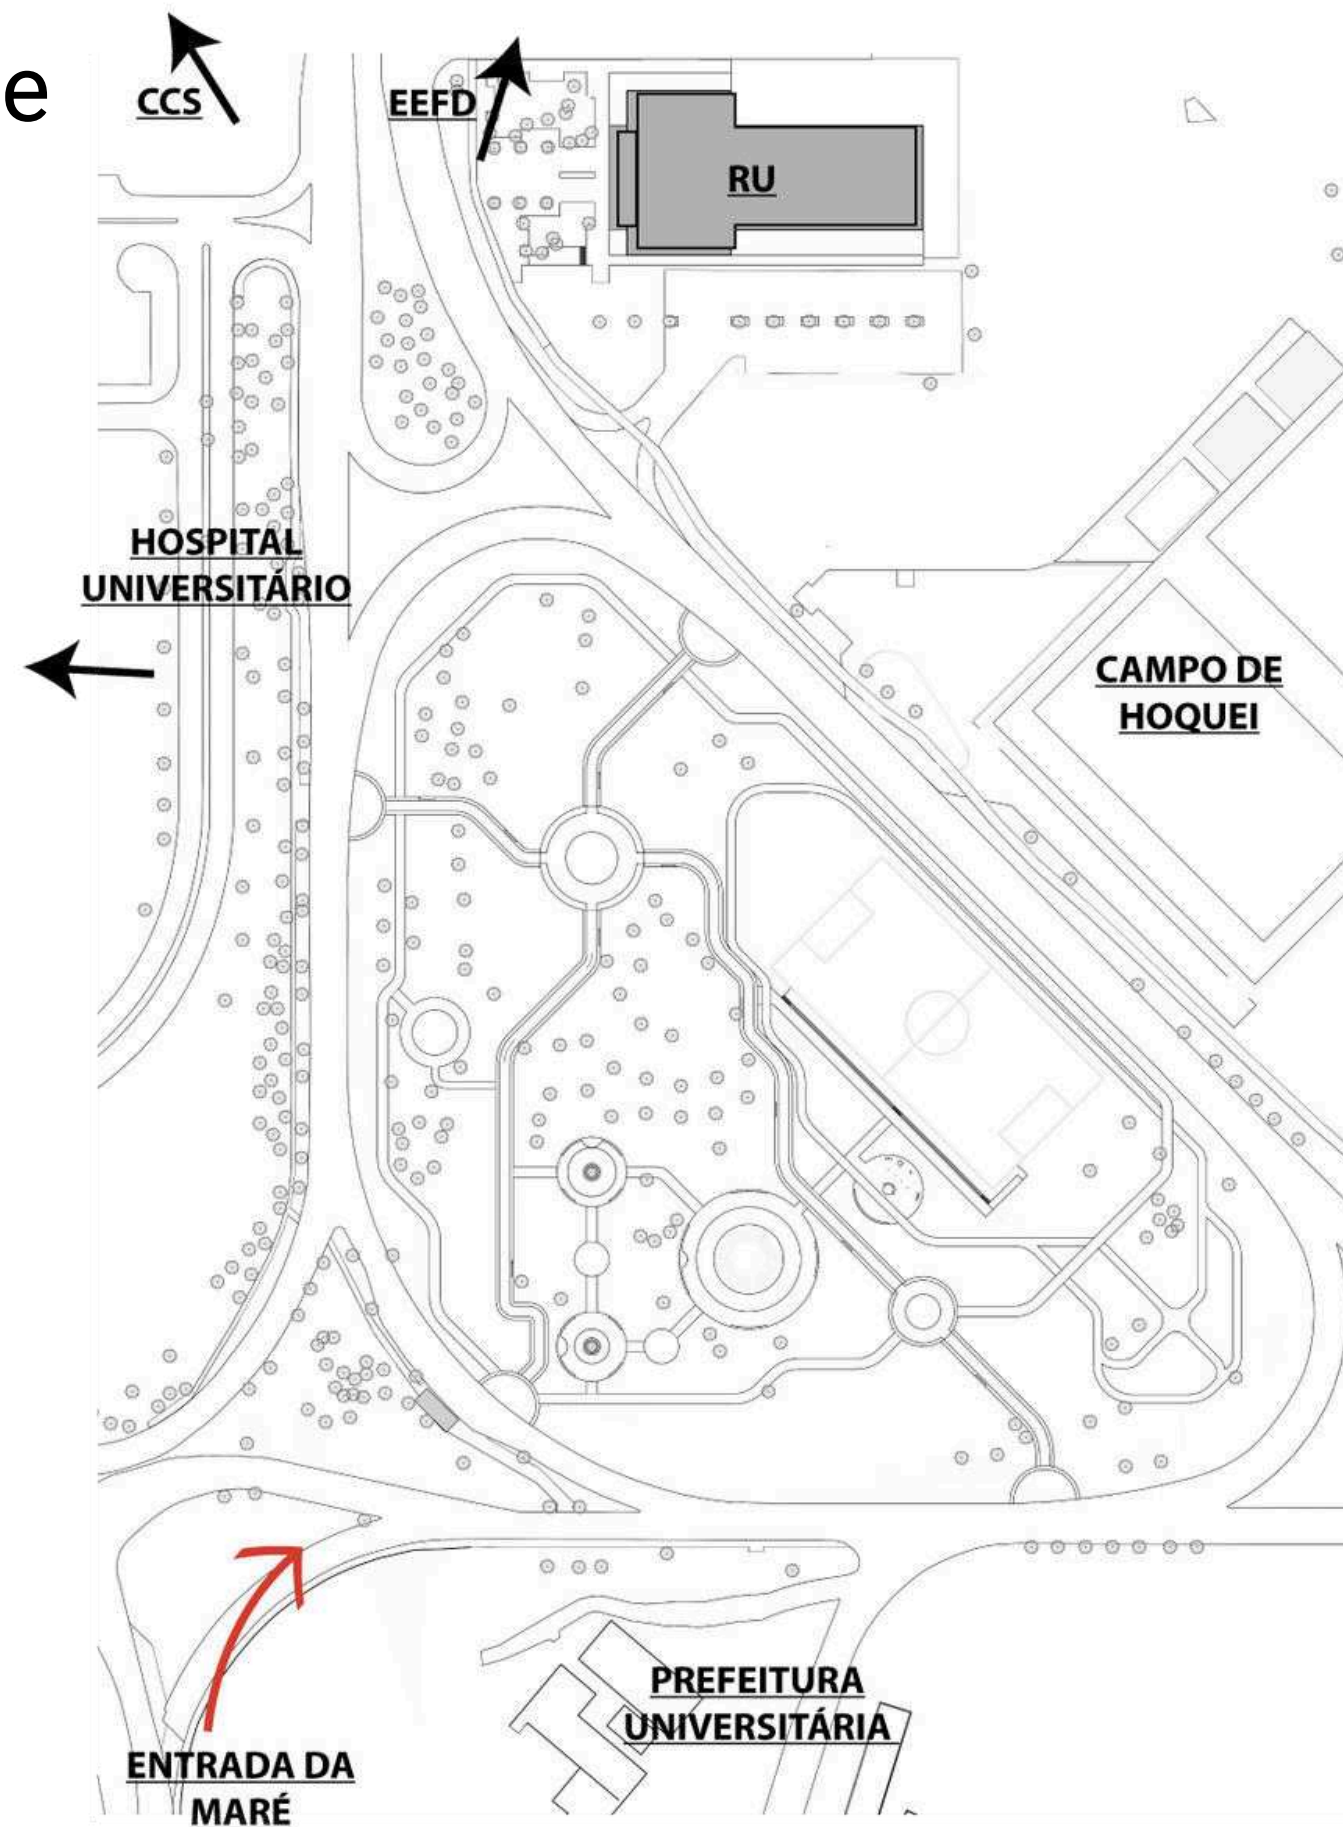 e
CCS
EEFD
RU
HOSPITAL
UNIVERSITÁRIO
CAMPO DE
HOQUEI
PREFEITURA
UNIVERSITÁRIA
ENTRADA DA
MARÉ